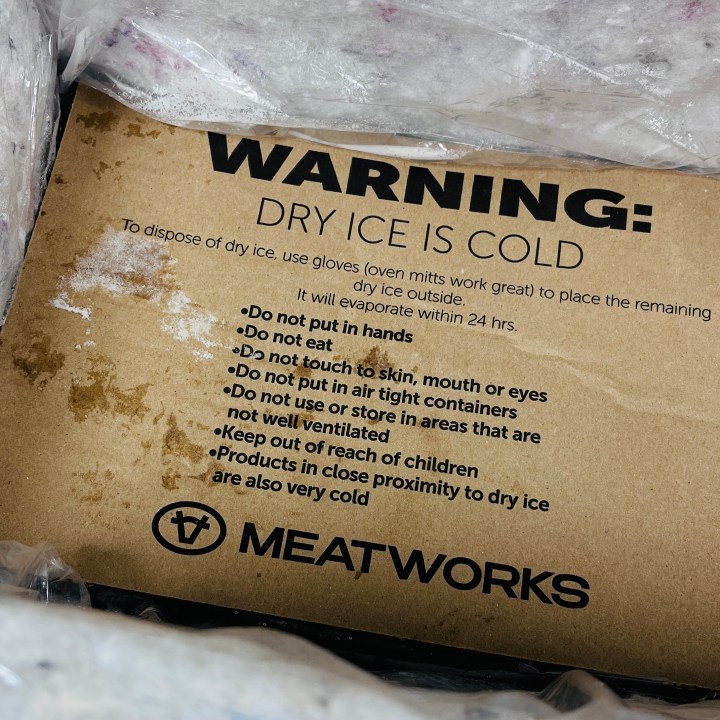 WARNING:
DRY ICE IS COLD
To dispose of dry ice, use gloves (oven mitts work great) to place the remaining
dry ice outside.
It will evaporate within 24 hrs.
•Do not put in hands
•Do not eat
•Do not touch to skin, mouth or eyes
•Do not put in air tight containers
•Do not use or store in areas that are
not well ventilated
•Keep out of reach of children
•Products in close proximity to dry ice
are also very cold
MEATWORKS